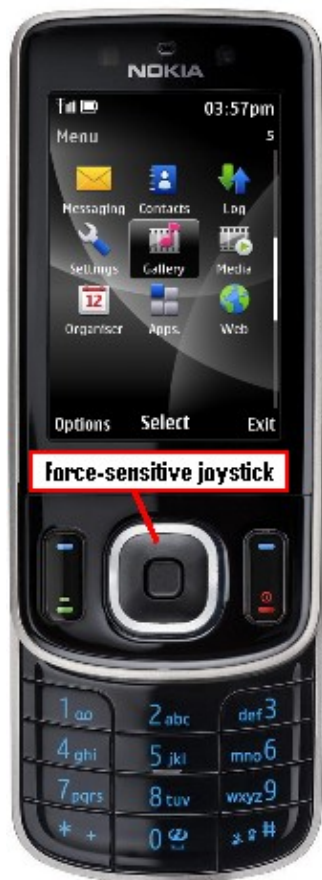 NOKIA
03:57pm
Menu 5
Messaging Contacts Log
Settings Gallery Media
12
Organiser Apps. Web
Options Select Exit
Force-sensitive joystick
1 2abc def3
4ghi 5jkl mno6
7pqrs 8tuv wxyz9
* + 0 #